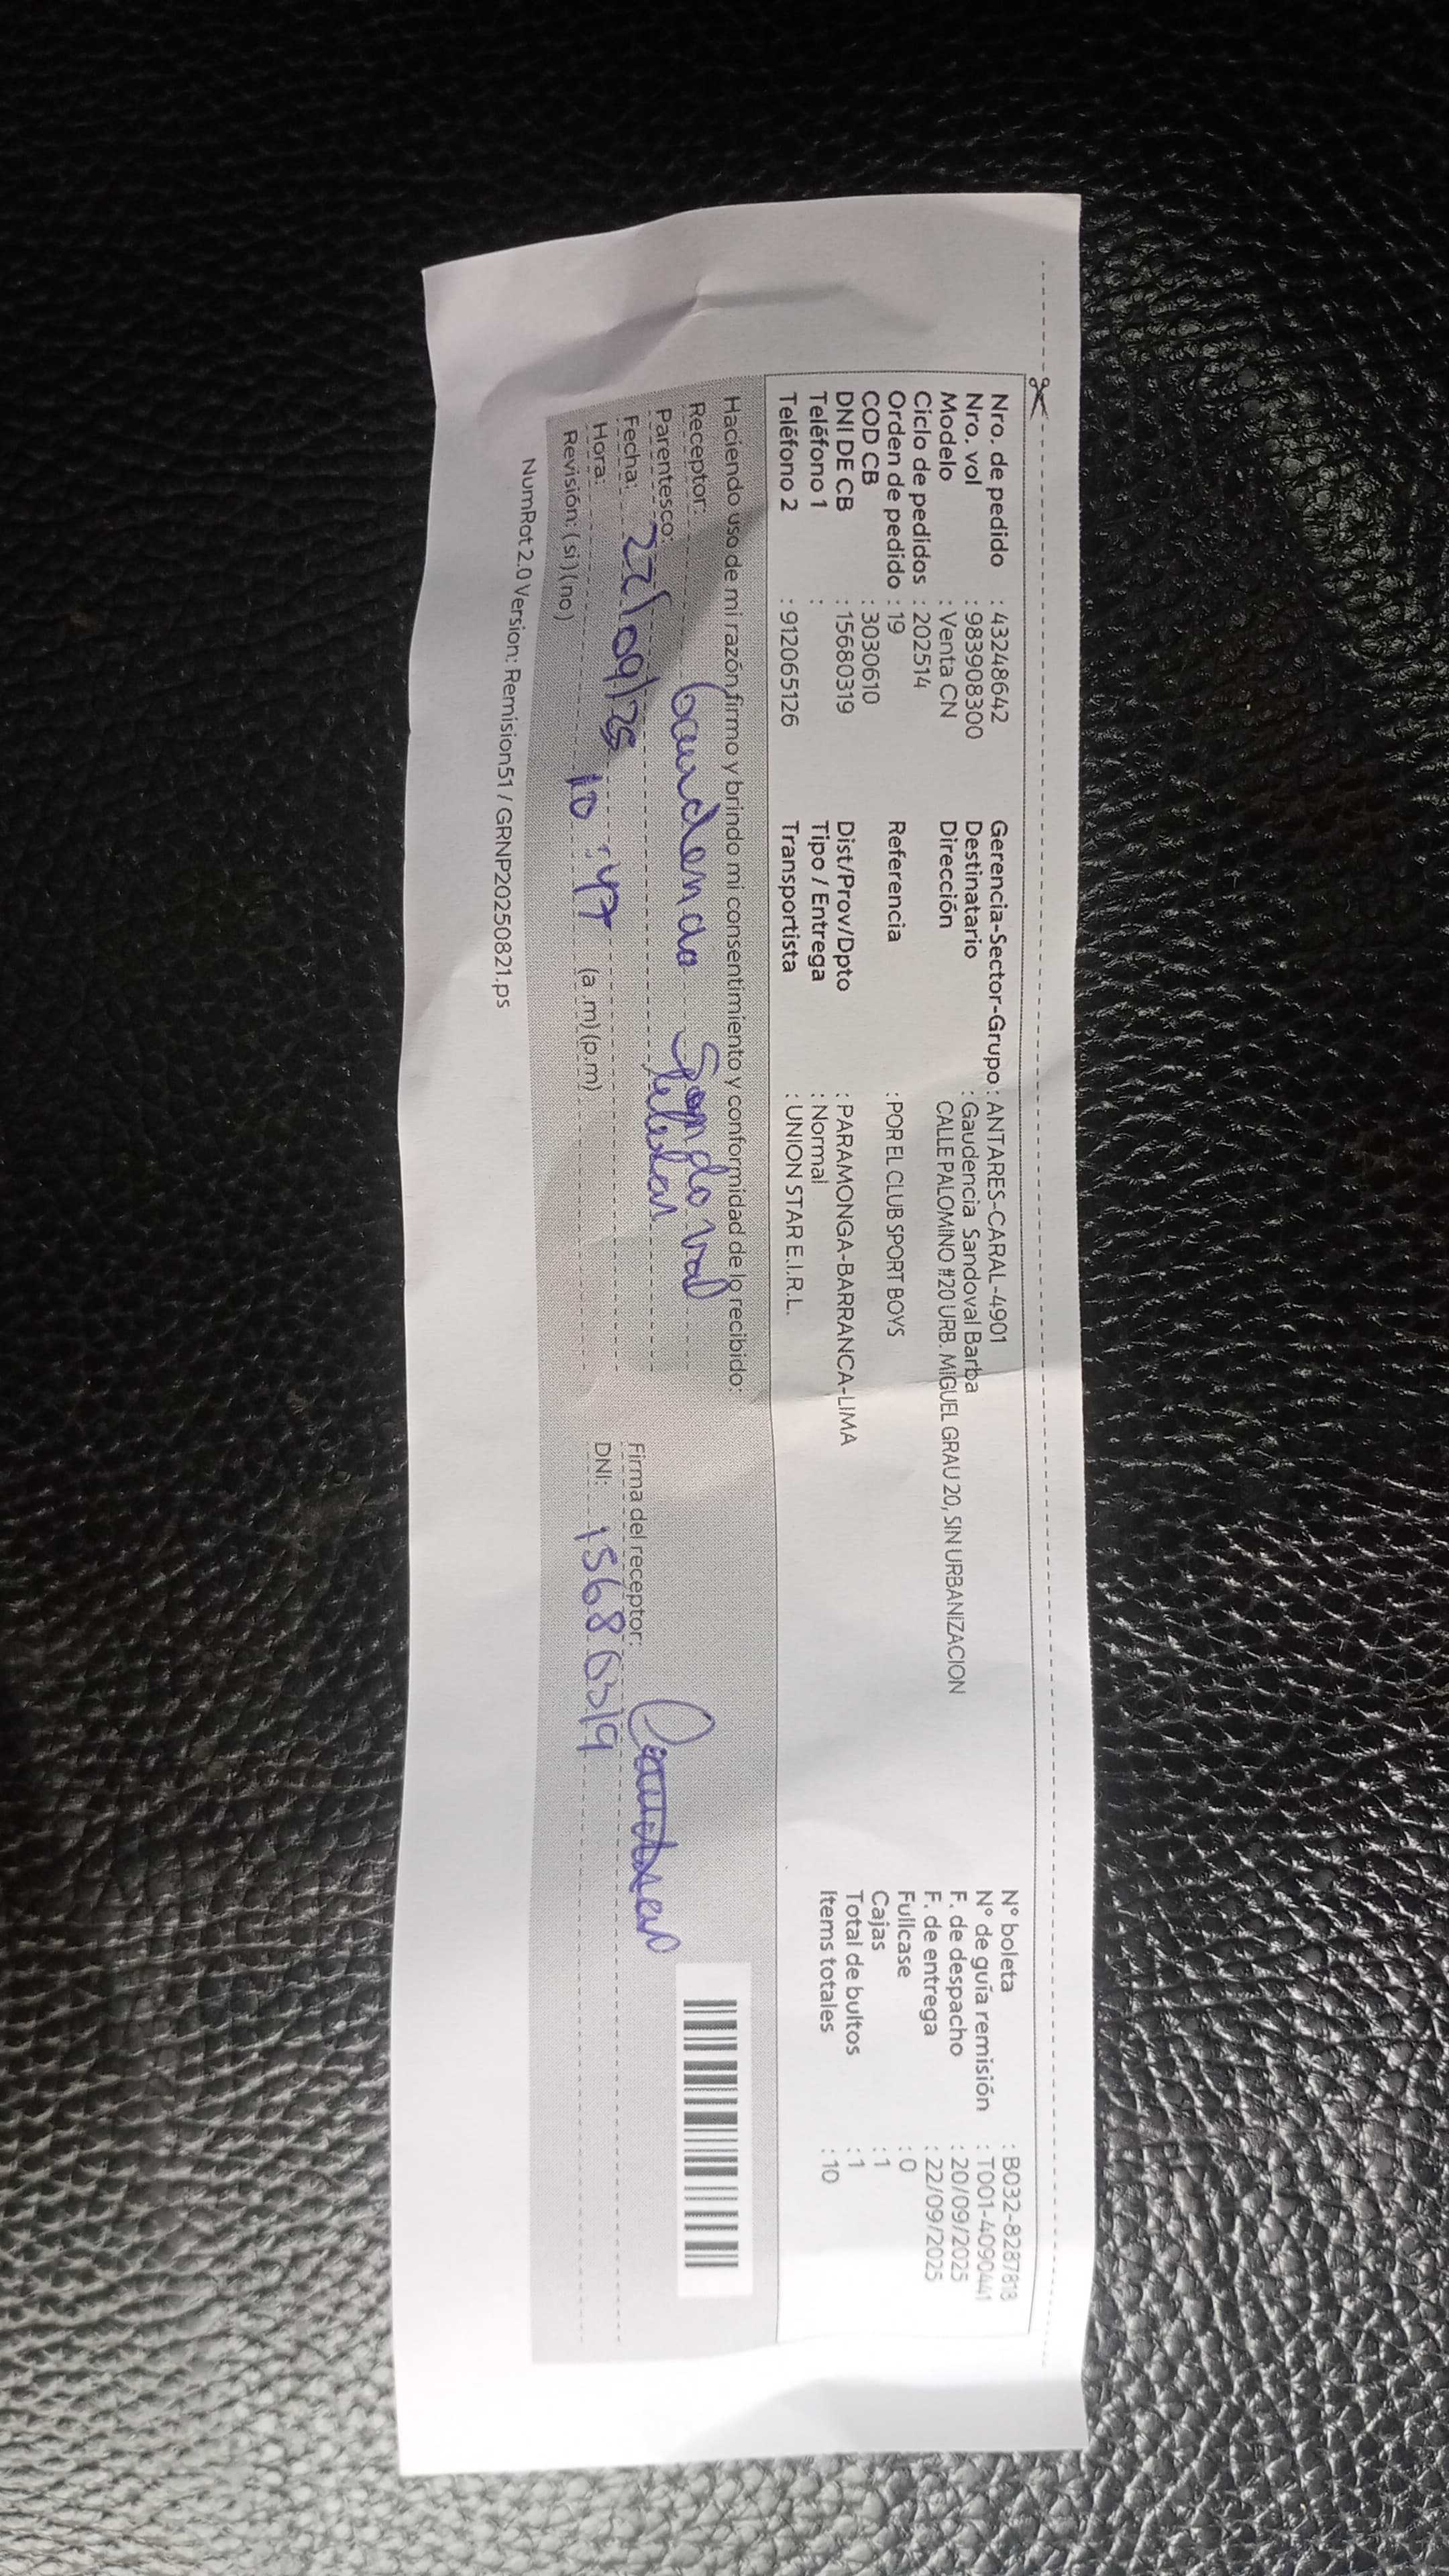 Nro. de pedido : 43248642 Gerencia-Sector-Grupo : ANTARES-CARAL-4901 N° boleta : B032-8287813
Nro. vol : 983908300 Destinatario : Gaudencia Sandoval Barba N° de guía remisión : T001-4090441
Modelo : Venta CN Dirección CALLE PALOMINO #20 URB. MIGUEL GRAU 20, SIN URBANIZACION F. de despacho : 20/09/2025
Ciclo de pedidos : 202514 F. de entrega : 22/09/2025
Orden de pedido : 19 Referencia : POR EL CLUB SPORT BOYS Fullcase : 0
COD CB : 3030610 Cajas : 1
DNI DE CB : 15680319 Dist/Prov/Dpto : PARAMONGA-BARRANCA-LIMA Total de bultos : 1
Teléfono 1 : Tipo / Entrega : Normal Items totales : 10
Teléfono 2 : 912065126 Transportista : UNION STAR E.I.R.L.
Haciendo uso de mi razón firmo y brindo mi consentimiento y conformidad de lo recibido:
Receptor: Gaudencia Sandoval
Parentesco: titular
Fecha: 22/09/25 Firma del receptor:
Hora: 10:47 (a.m)(p.m) DNI: 15680319
Revisión: (si)(no)
NumRot 2.0 Version: Remision51 / GRNP20250821.ps